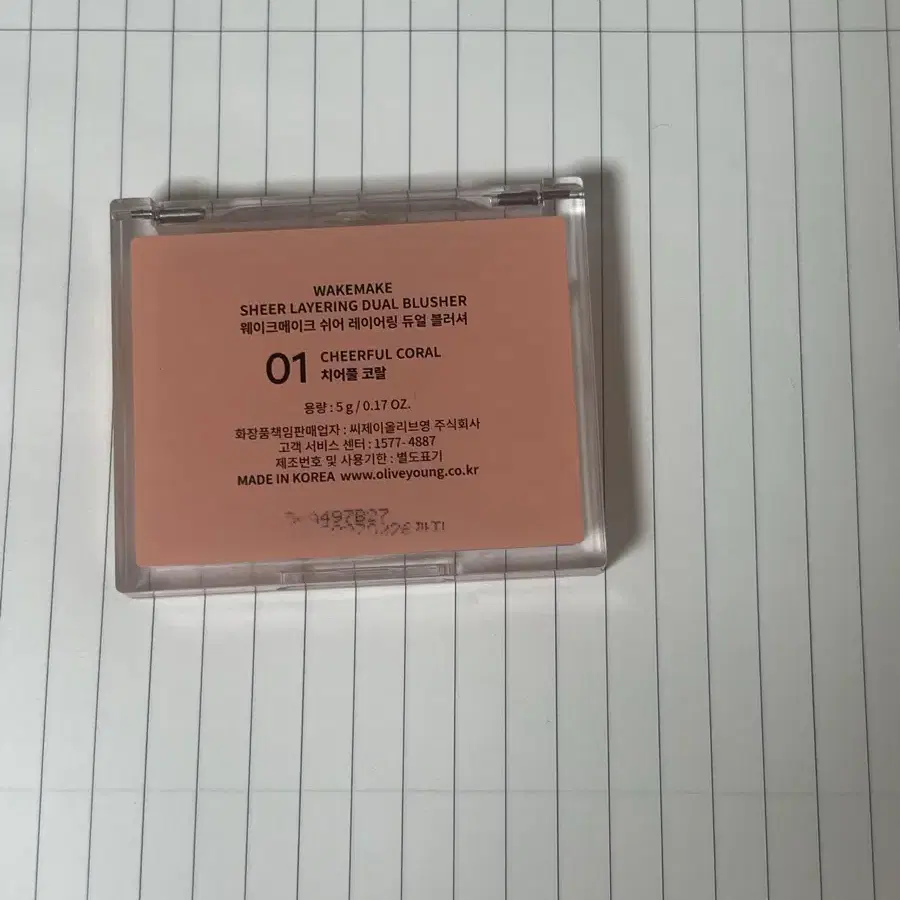 WAKEMAKE
SHEER LAYERING DUAL BLUSHER
웨이크메이크 쉬어 레이어링 듀얼 블러셔
01 CHEERFUL CORAL
치어풀 코랄
용량 : 5 g / 0.17 OZ.
화장품책임판매업자 : 씨제이올리브영 주식회사
고객 서비스 센터 : 1577- 4887
제조번호 및 사용기한 : 별도표기
MADE IN KOREA www.oliveyoung.co.kr
까지